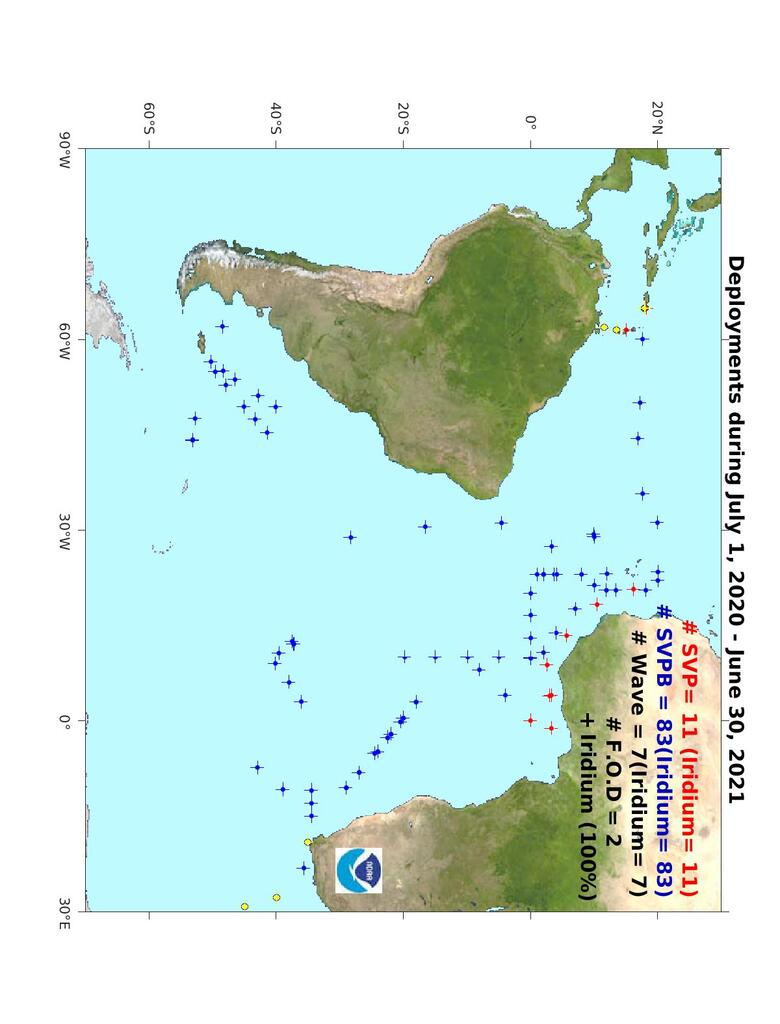 Deployments during July 1, 2020 - June 30, 2021
# SVP= 11 (Iridium= 11)
# SVPB = 83(Iridium= 83)
# Wave = 7(Iridium= 7)
# F.O.D = 2
+ Iridium (100%)
20°N
0°
20°S
40°S
60°S
90°W
60°W
30°W
0°
30°E
NOAA